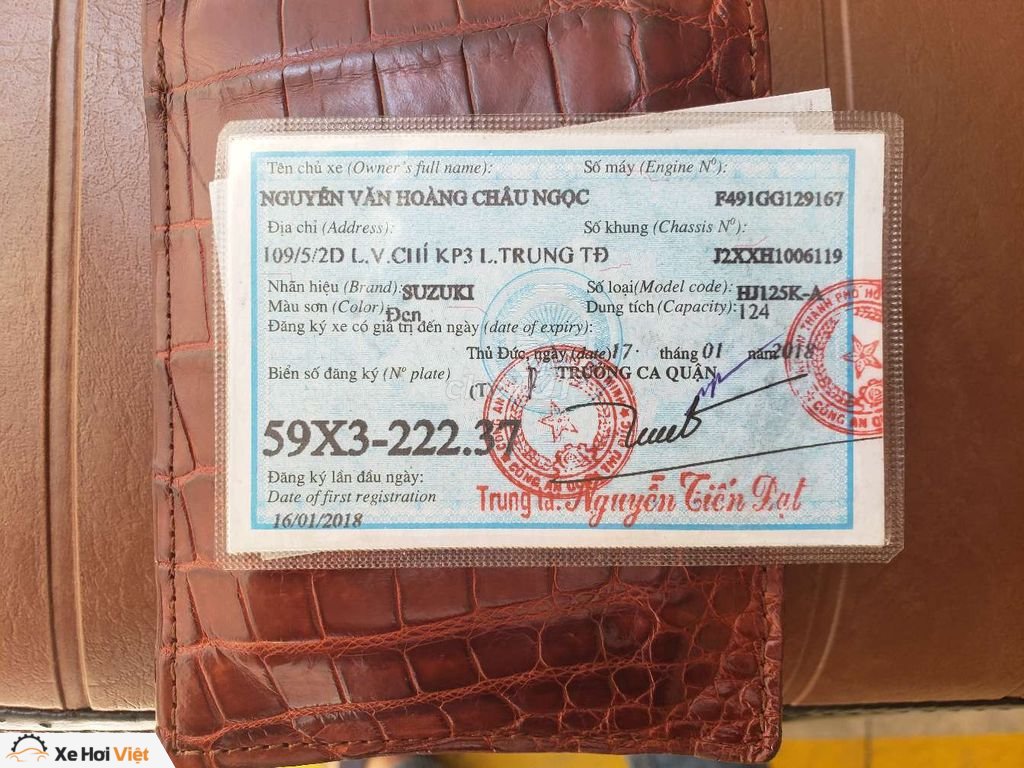 Tên chủ xe (Owner's full name):
Số máy (Engine Nº):
NGUYỄN VĂN HOÀNG CHÂU NGỌC
F491GG129167
Địa chỉ (Address):
Số khung (Chassis Nº):
109/5/2D L.V.CHÍ KP3 L.TRUNG TĐ
J2XXH1006119
Nhãn hiệu (Brand): SUZUKI
Số loại(Model code): HJ125K-A
Màu sơn (Color) Đen
Dung tích (Capacity): 124
Đăng ký xe có giá trị đến ngày (date of expiry):
Thủ Đức, ngày (date) 17 tháng 01 năm 2018
Biển số đăng ký (Nº plate)
TRƯỞNG CA QUẬN
(T)
59X3-222.37
Đăng ký lần đầu ngày:
Date of first registration
16/01/2018
Trung tá. Nguyễn Tiến Đạt
Xe Hơi Việt